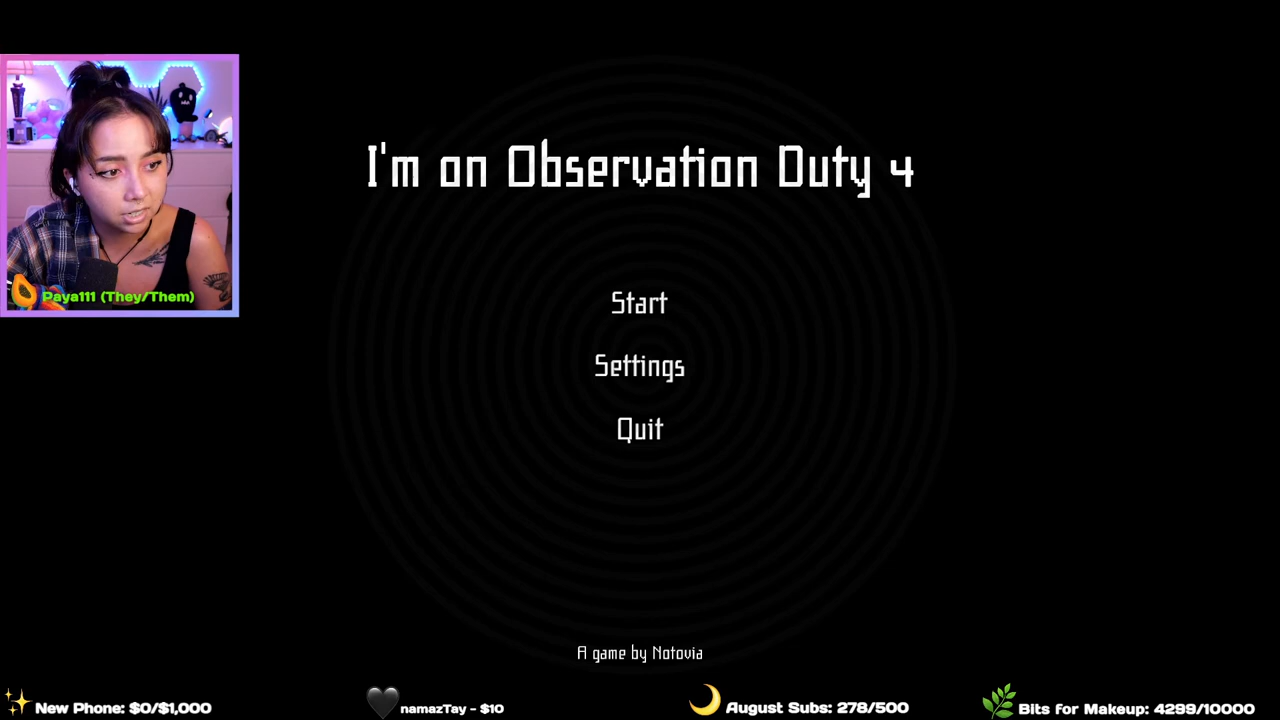 I'm on Observation Duty 4
Start
Settings
Quit
Paya111 (They/Them)
A game by Notovia
New Phone: $0/$1,000
namazTay - $10
August Subs: 278/500
Bits for Makeup: 4299/10000